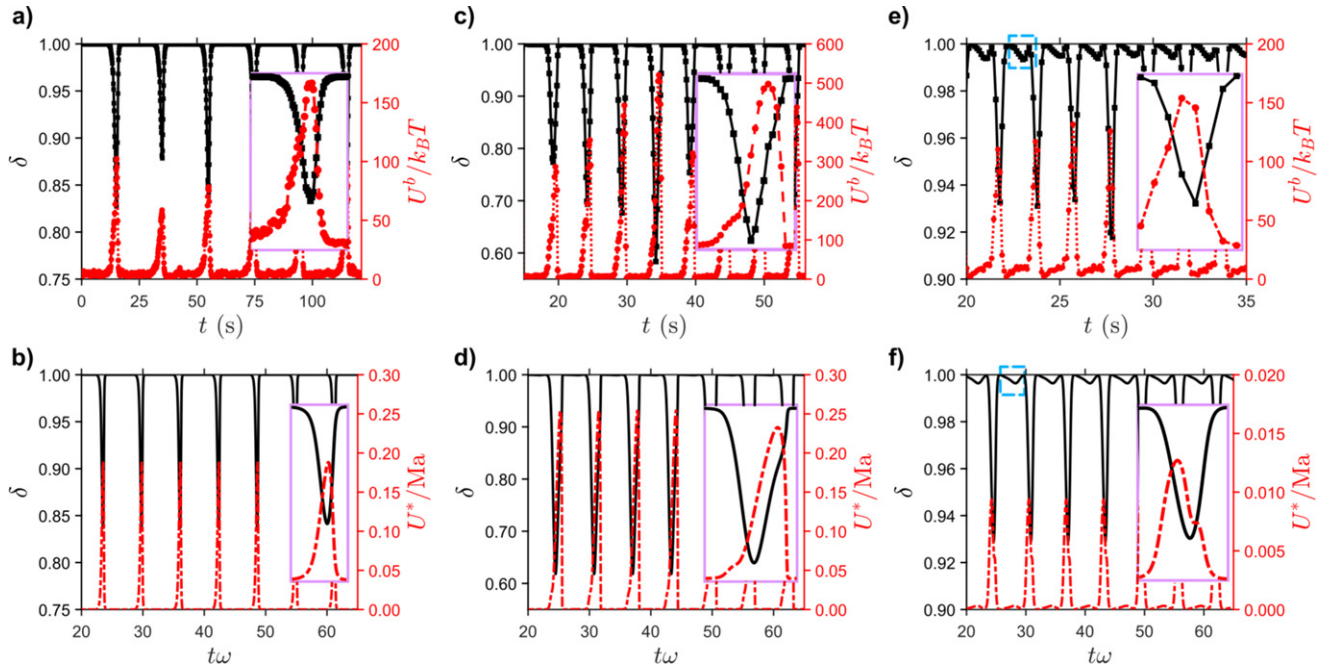 a)
1.00
0.95
0.90
0.85
0.80
0.75
δ
200
150
100
50
0
U^b/k_BT
0 25 50 75 100
t (s)
c)
1.00
0.90
0.80
0.70
0.60
δ
600
500
400
300
200
100
0
U^b/k_BT
20 30 40 50
t (s)
e)
1.00
0.98
0.96
0.94
0.92
0.90
δ
200
150
100
50
0
U^b/k_BT
20 25 30 35
t (s)
b)
1.00
0.95
0.90
0.85
0.80
0.75
δ
0.30
0.25
0.20
0.15
0.10
0.05
0.00
U*/Ma
20 30 40 50 60
tω
d)
1.00
0.90
0.80
0.70
0.60
δ
0.30
0.25
0.20
0.15
0.10
0.05
0.00
U*/Ma
20 30 40 50 60
tω
f)
1.00
0.98
0.96
0.94
0.92
0.90
δ
0.020
0.015
0.010
0.005
0.000
U*/Ma
20 30 40 50 60
tω